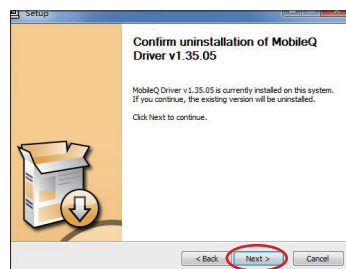 Setup
Confirm uninstallation of MobileQ
Driver v1.35.05
MobileQ Driver v1.35.05 is currently installed on this system.
If you continue, the existing version will be uninstalled.
Click Next to continue.
< Back
Next >
Cancel